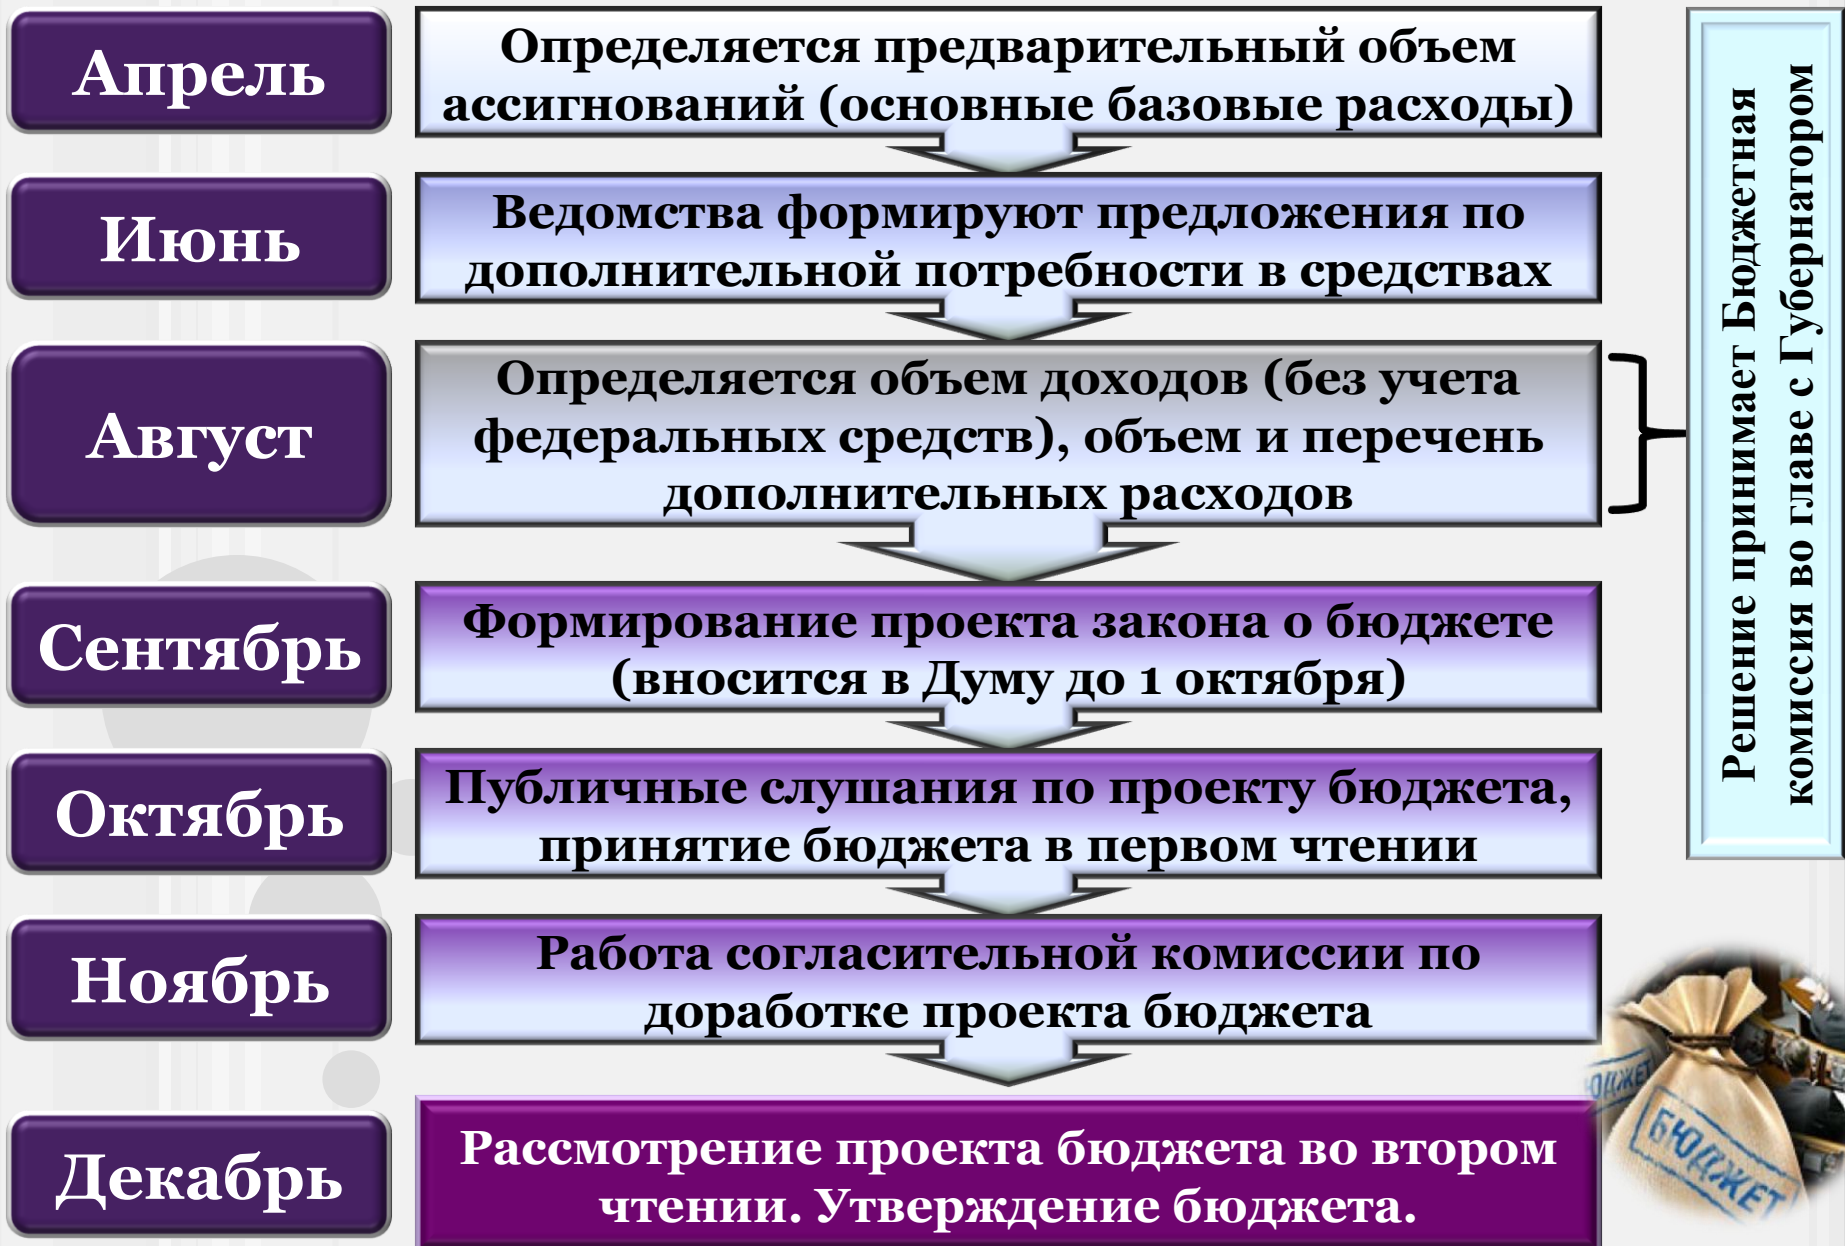 Апрель
Определяется предварительный объем
ассигнований (основные базовые расходы)
Июнь
Ведомства формируют предложения по
дополнительной потребности в средствах
Август
Определяется объем доходов (без учета
федеральных средств), объем и перечень
дополнительных расходов
Решение принимает Бюджетная
комиссия во главе с Губернатором
Сентябрь
Формирование проекта закона о бюджете
(вносится в Думу до 1 октября)
Октябрь
Публичные слушания по проекту бюджета,
принятие бюджета в первом чтении
Ноябрь
Работа согласительной комиссии по
доработке проекта бюджета
Декабрь
Рассмотрение проекта бюджета во втором
чтении. Утверждение бюджета.
БЮДЖЕТ